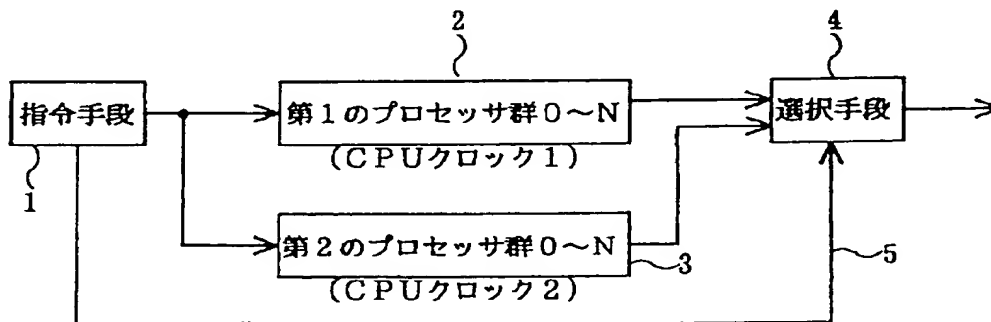 2
4
指令手段
第1のプロセッサ群0~N
選択手段
(CPUクロック1)
1
第2のプロセッサ群0~N
3
5
(CPUクロック2)